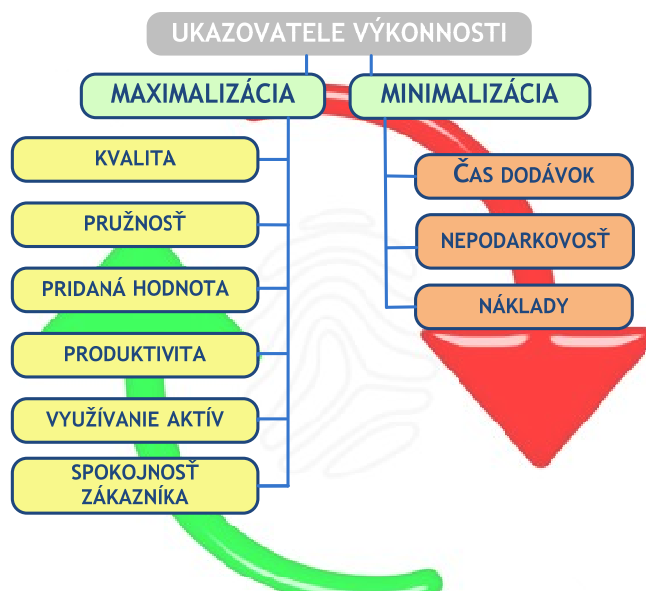 UKAZOVATELE VÝKONNOSTI
MAXIMALIZÁCIA
MINIMALIZÁCIA
KVALITA
PRUŽNOSŤ
PRIDANÁ HODNOTA
PRODUKTIVITA
VYUŽÍVANIE AKTÍV
SPOKOJNOSŤ
ZÁKAZNÍKA
ČAS DODÁVOK
NEPODARKOVOSŤ
NÁKLADY